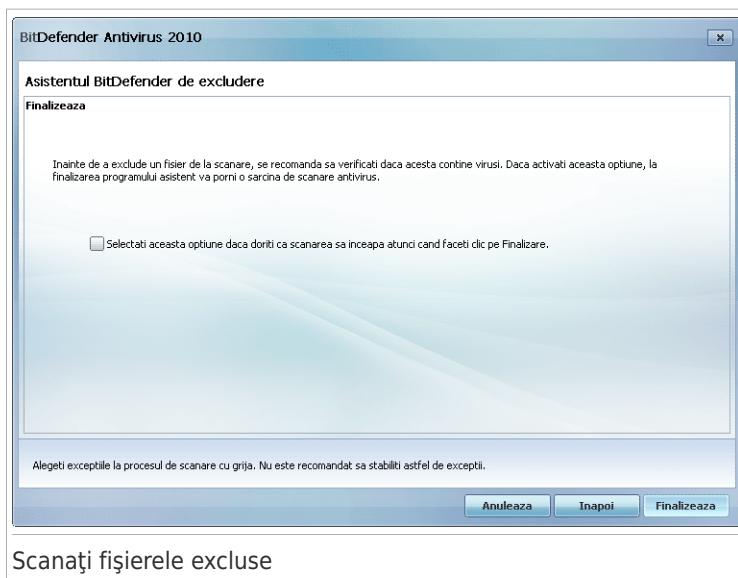 BitDefender Antivirus 2010
x
Asistentul BitDefender de excludere
Finalizeaza
Inainte de a exclude un fisier de la scanare, se recomanda sa verificati daca acesta contine virusi. Daca activati aceasta optiune, la
finalizarea programului asistent va porni o sarcina de scanare antivirus.
Selectati aceasta optiune daca doriti ca scanarea sa inceapa atunci cand faceti clic pe Finalizare.
Alegeti exceptiile la procesul de scanare cu grija. Nu este recomandat sa stabiliti astfel de exceptii.
Anuleaza Inapoi Finalizeaza
Scanaţi fişierele excluse